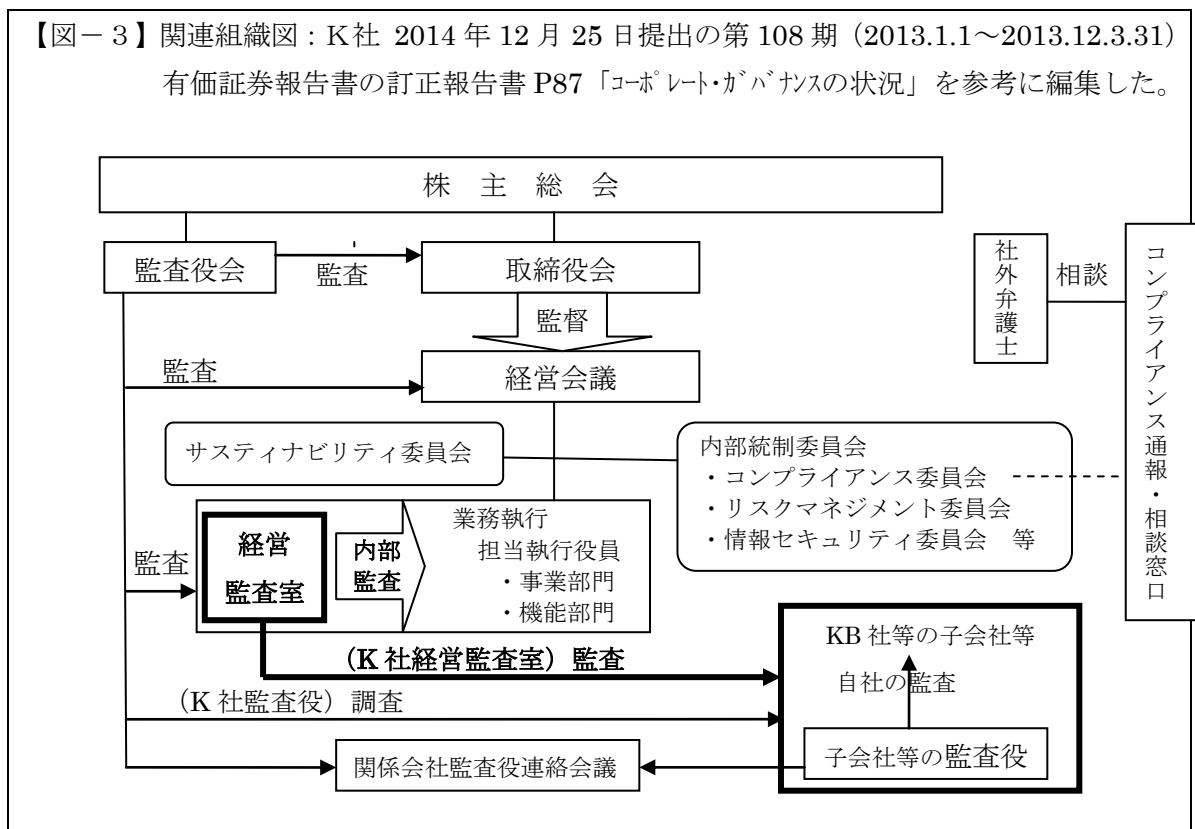 【図－3】関連組織図：K社 2014年12月25日提出の第108期（2013.1.1～2013.12.3.31）
有価証券報告書の訂正報告書P87「ｺｰﾎﾟﾚｰﾄ･ｶﾞﾊﾞﾅﾝｽの状況」を参考に編集した。
株 主 総 会
監査役会
監査
取締役会
監督
社外弁護士
相談
コンプライアンス通報・相談窓口
監査
経営会議
サスティナビリティ委員会
内部統制委員会
・コンプライアンス委員会
・リスクマネジメント委員会
・情報セキュリティ委員会 等
監査
経営
監査室
内部
監査
業務執行
担当執行役員
・事業部門
・機能部門
（K社経営監査室）監査
（K社監査役）調査
KB社等の子会社等
自社の監査
子会社等の監査役
関係会社監査役連絡会議